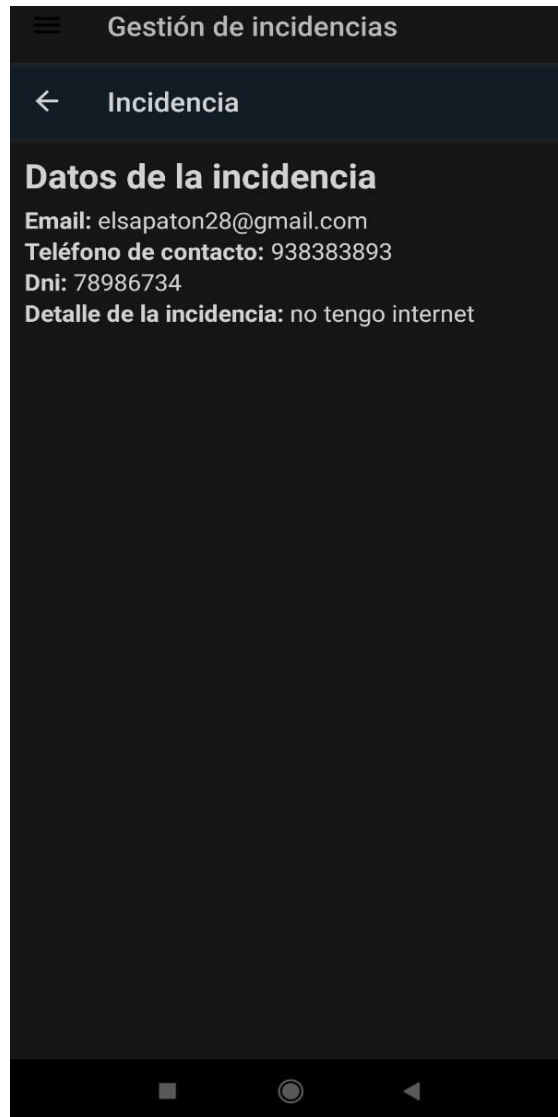 Gestión de incidencias
Incidencia
Datos de la incidencia
Email: elsapaton28@gmail.com
Teléfono de contacto: 938383893
Dni: 78986734
Detalle de la incidencia: no tengo internet